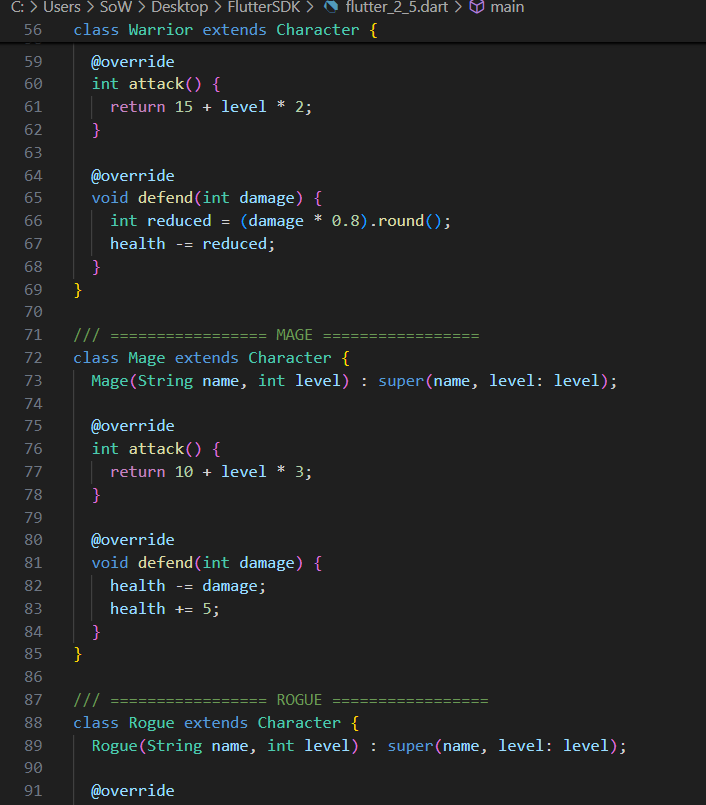 C: > Users > SoW > Desktop > FlutterSDK > flutter_2_5.dart > main
56 class Warrior extends Character {
59 @override
60 int attack() {
61 return 15 + level * 2;
62 }
63
64 @override
65 void defend(int damage) {
66 int reduced = (damage * 0.8).round();
67 health -= reduced;
68 }
69 }
70
71 /// ================= MAGE =================
72 class Mage extends Character {
73 Mage(String name, int level) : super(name, level: level);
74
75 @override
76 int attack() {
77 return 10 + level * 3;
78 }
79
80 @override
81 void defend(int damage) {
82 health -= damage;
83 health += 5;
84 }
85 }
86
87 /// ================= ROGUE =================
88 class Rogue extends Character {
89 Rogue(String name, int level) : super(name, level: level);
90
91 @override